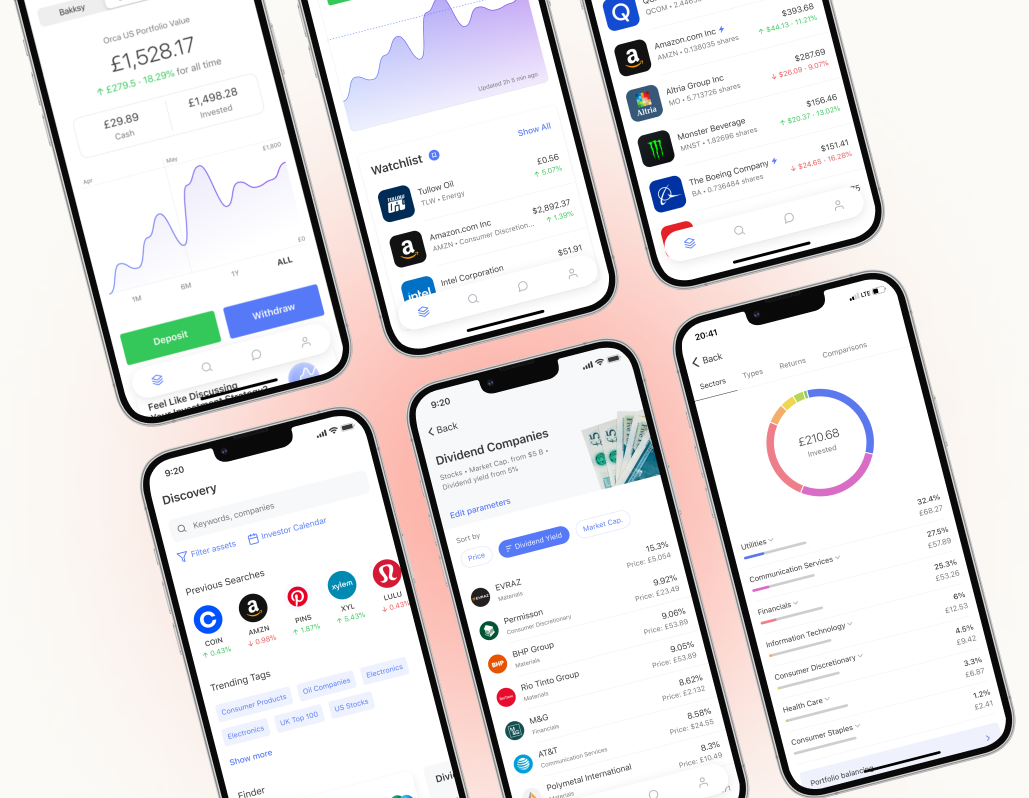 Bakksy
Orca US Portfolio Value
£1,528.17
↑ £279.5 · 18.29% for all time
£29.89
Cash
£1,498.28
Invested
Apr
May
£1,800
£0
1M
6M
1Y
ALL
Deposit
Withdraw
Feel Like Discussing
Your Investment Strategy?
Updated 2h 5 min ago
Show All
Watchlist
Tullow Oil
TLW • Energy
£0.56
↑ 5.07%
Amazon.com Inc
AMZN • Consumer Discretion...
$2,892.37
↑ 1.39%
intel
Intel Corporation
$51.91
Amazon.com Inc
AMZN • 0.138035 shares
$393.68
↑ $44.13 · 11.21%
Altria
Altria Group Inc
MO • 5.713726 shares
$287.69
↓ $26.09 · 9.07%
Monster Beverage
MNST • 1.82696 shares
$156.46
↑ $20.37 · 13.02%
The Boeing Company
BA • 0.736484 shares
$151.41
↓ $24.65 · 16.28%
9:20
Discovery
Keywords, companies
Filter assets
Investor Calendar
Previous Searches
xylem
COIN
↑ 0.43%
AMZN
↓ 0.98%
PINS
↑ 1.87%
XYL
↑ 5.43%
LULU
↓ 0.43%
Trending Tags
Consumer Products
Oil Companies
Electronics
Electronics
UK Top 100
US Stocks
Show more
Finder
9:20
Back
Dividend Companies
Stocks • Market Cap. from $5 B •
Dividend yield from 5%
Edit parameters
Sort by
Price
Dividend Yield
Market Cap.
EVRAZ
EVRAZ
Materials
15.3%
Price: £5.054
Permisson
Consumer Discretionary
9.92%
Price: £23.49
BHP
BHP Group
Materials
9.06%
Price: £53.89
Rio Tinto Group
Materials
9.05%
Price: £53.89
M&G
Financials
8.62%
Price: £2.132
AT&T
Communication Services
8.58%
Price: $24.55
Polymetal International
Materials
8.3%
Price: £10.49
20:41
LTE
Back
Sectors
Types
Returns
Comparisons
£210.68
Invested
Utilities
32.4%
£68.27
Communication Services
27.5%
£57.89
Financials
25.3%
£53.26
Information Technology
6%
£12.53
Consumer Discretionary
4.5%
£9.42
Health Care
3.3%
£6.87
Consumer Staples
1.2%
£2.41
Portfolio balancing